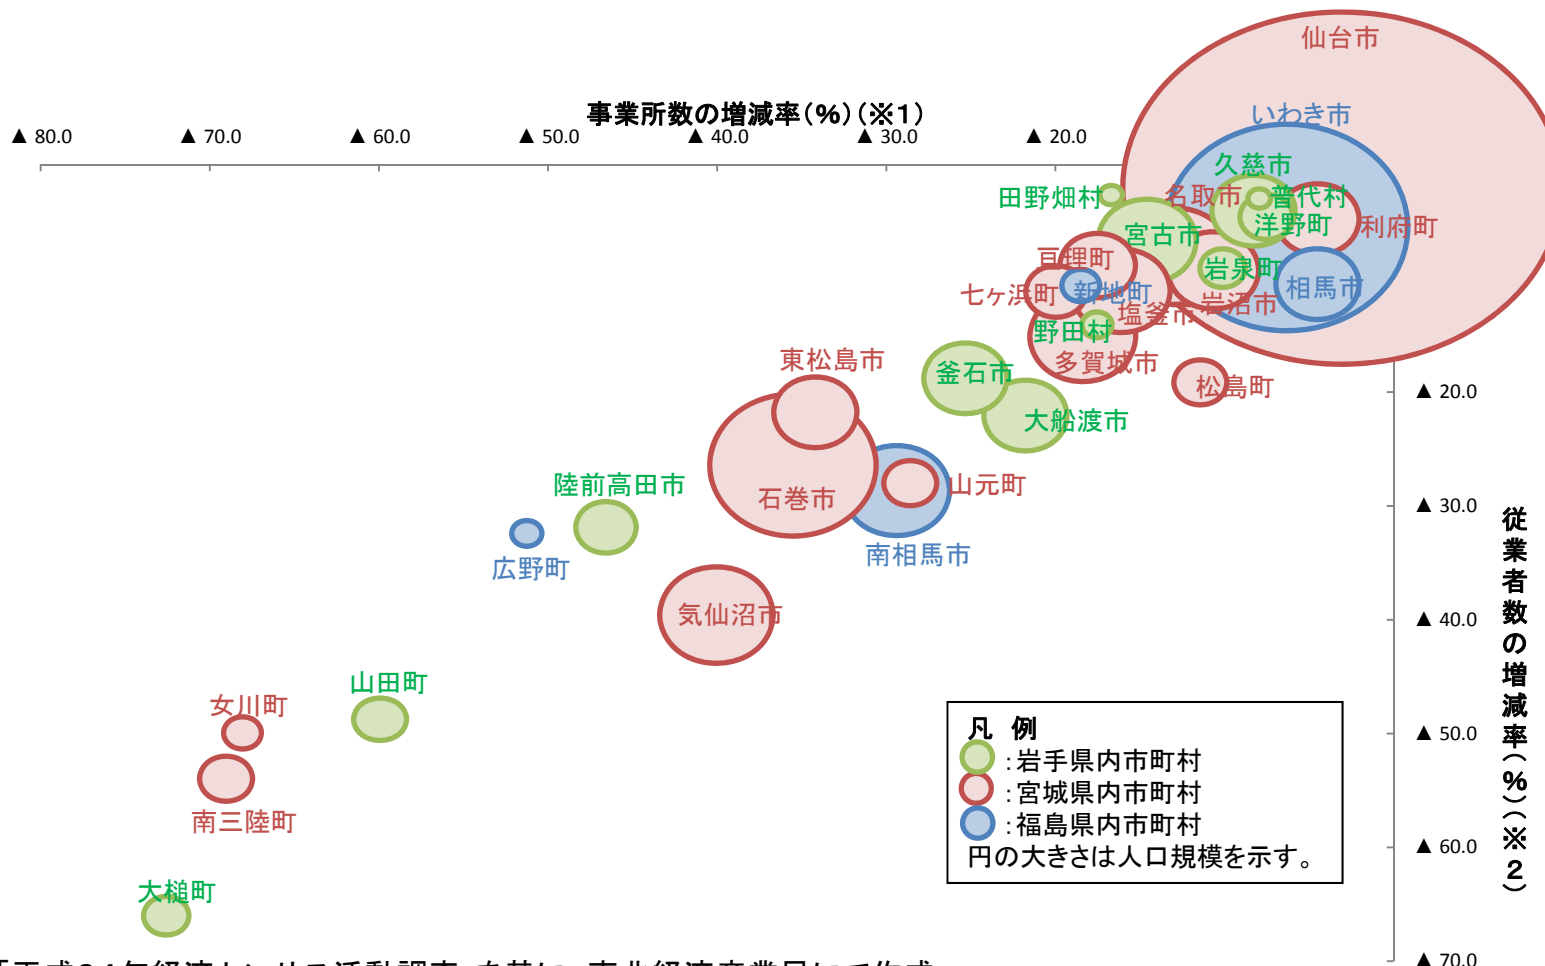 仙台市
事業所数の増減率（％）（※１）
いわき市
▲ 80.0
▲ 70.0
▲ 60.0
▲ 50.0
▲ 40.0
▲ 30.0
▲ 20.0
久慈市
田野畑村
名取市
普代村
宮古市
洋野町
利府町
亘理町
岩泉町
七ヶ浜町
新地町
相馬市
塩釜市
岩沼市
野田村
東松島市
多賀城市
釜石市
松島町
▲ 20.0
大船渡市
陸前高田市
石巻市
山元町
▲ 30.0
南相馬市
広野町
気仙沼市
▲ 40.0
従業者数の増減率（％）（※２）
山田町
女川町
▲ 50.0
南三陸町
凡 例
：岩手県内市町村
：宮城県内市町村
：福島県内市町村
円の大きさは人口規模を示す。
▲ 60.0
大槌町
▲ 70.0